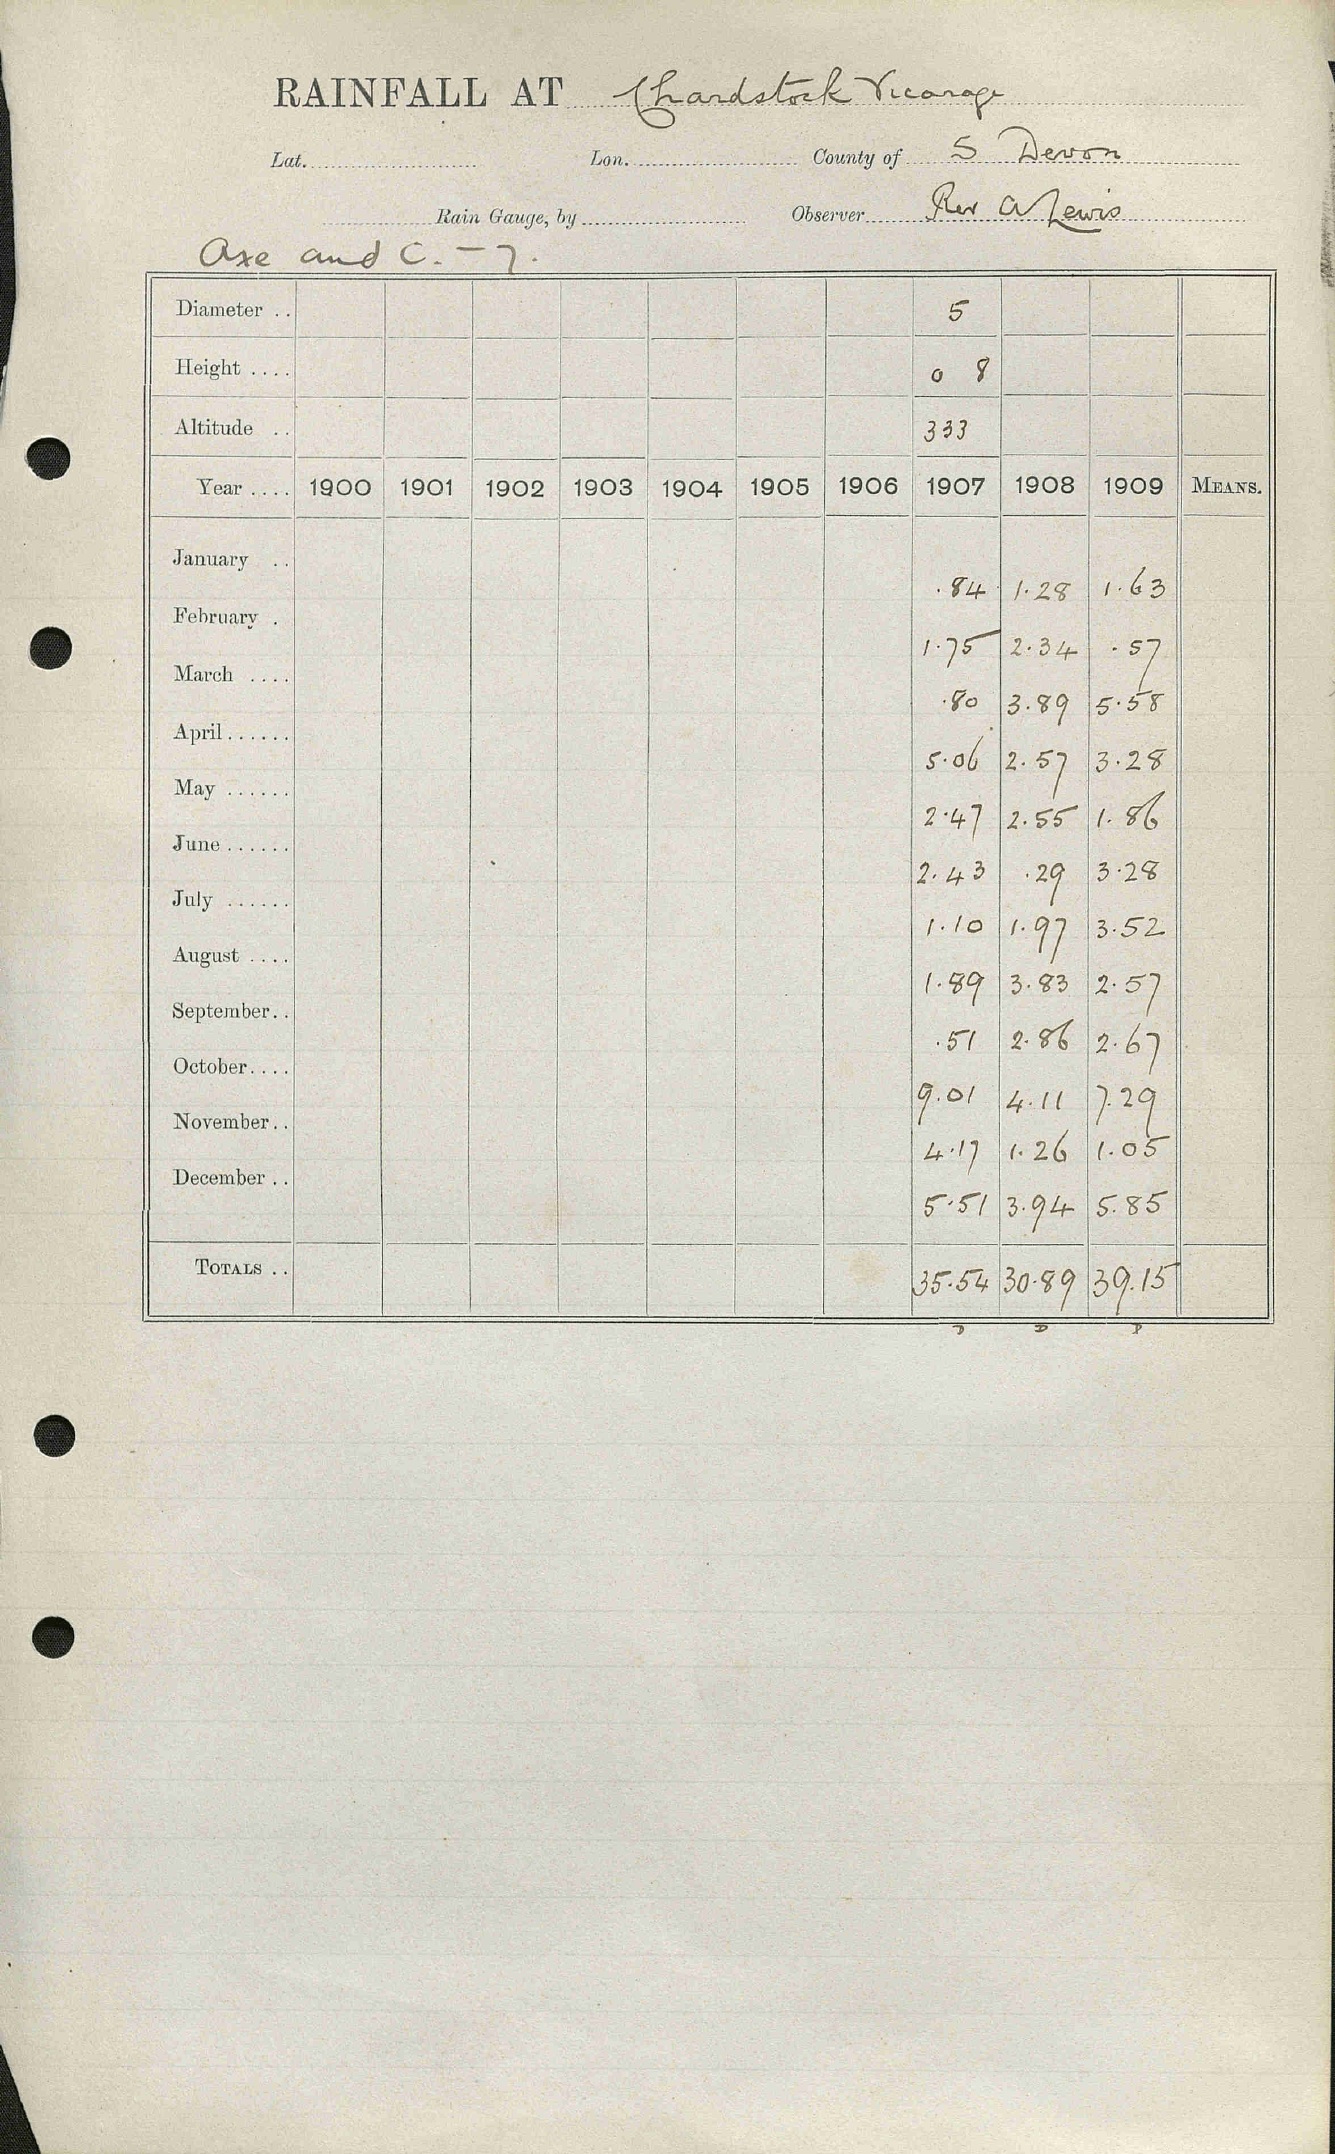 RAINFALL AT Chardstock Vicarage
Lat. Lon. County of S Devon
Rain Gauge, by Observer Rev A Lewis
Axe and C. - 7.
Diameter .. 5
Height .... 0 8
Altitude .. 333
Year .... 1900 1901 1902 1903 1904 1905 1906 1907 1908 1909 MEANS.
January .. .84 1.28 1.63
February . 1.75 2.34 .57
March .... .80 3.89 5.58
April...... 5.06 2.57 3.28
May ...... 2.47 2.55 1.86
June ...... 2.43 .29 3.28
July ...... 1.10 1.97 3.52
August .... 1.89 3.83 2.57
September.. .51 2.86 2.67
October.... 9.01 4.11 7.29
November.. 4.17 1.26 1.05
December .. 5.51 3.94 5.85
TOTALS .. 35.54 30.89 39.15